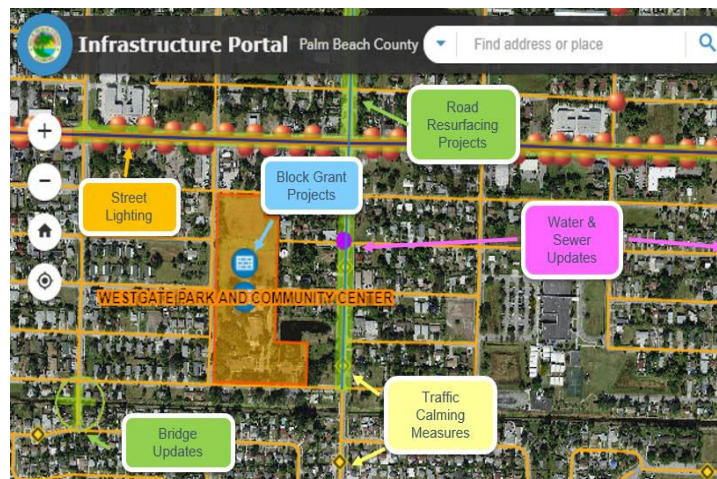 Infrastructure Portal Palm Beach County
Find address or place
Road
Resurfacing
Projects
Block Grant
Projects
Street
Lighting
Water &
Sewer
Updates
WESTGATE PARK AND COMMUNITY CENTER
Traffic
Calming
Measures
Bridge
Updates